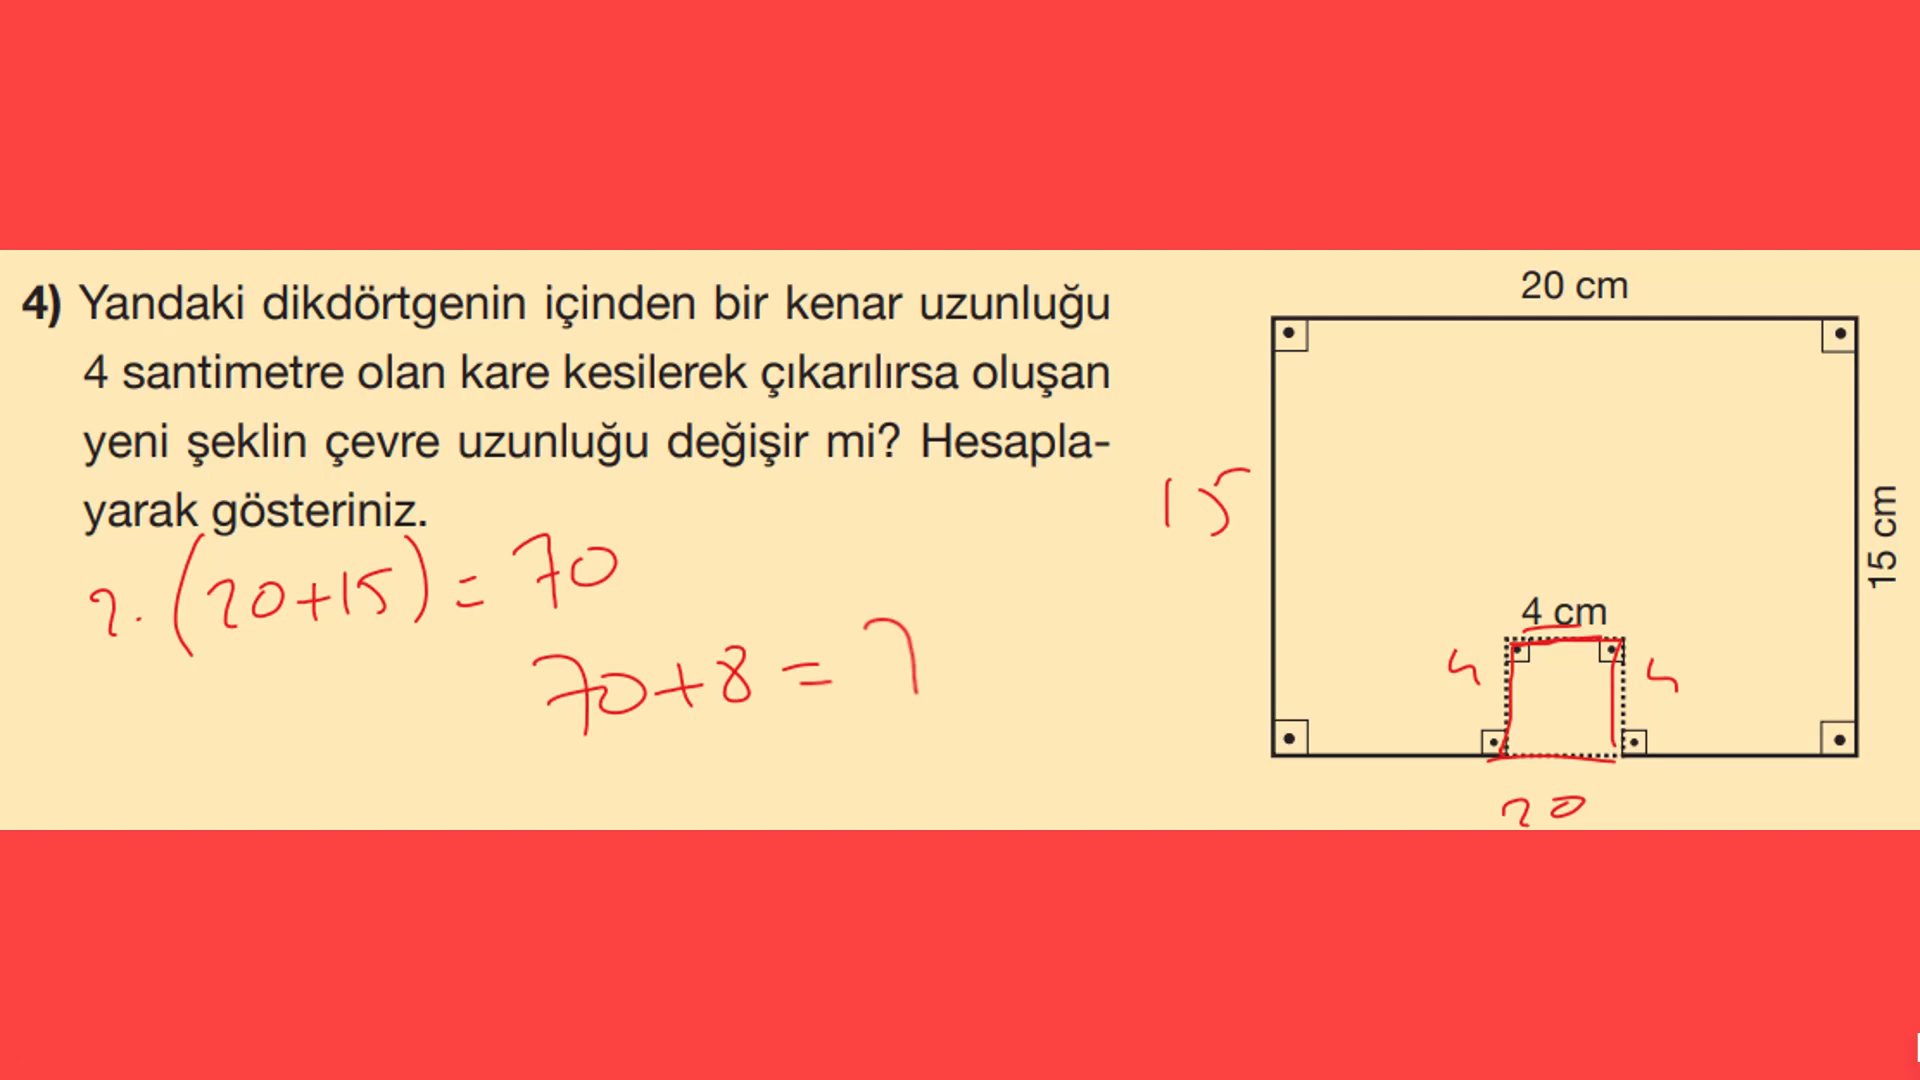 4) Yandaki dikdörtgenin içinden bir kenar uzunluğu
4 santimetre olan kare kesilerek çıkarılırsa oluşan
yeni şeklin çevre uzunluğu değişir mi? Hesapla-
yarak gösteriniz.
2. (20+15) = 70
70+8 = 7
20 cm
15
15 cm
4 cm
4
4
20